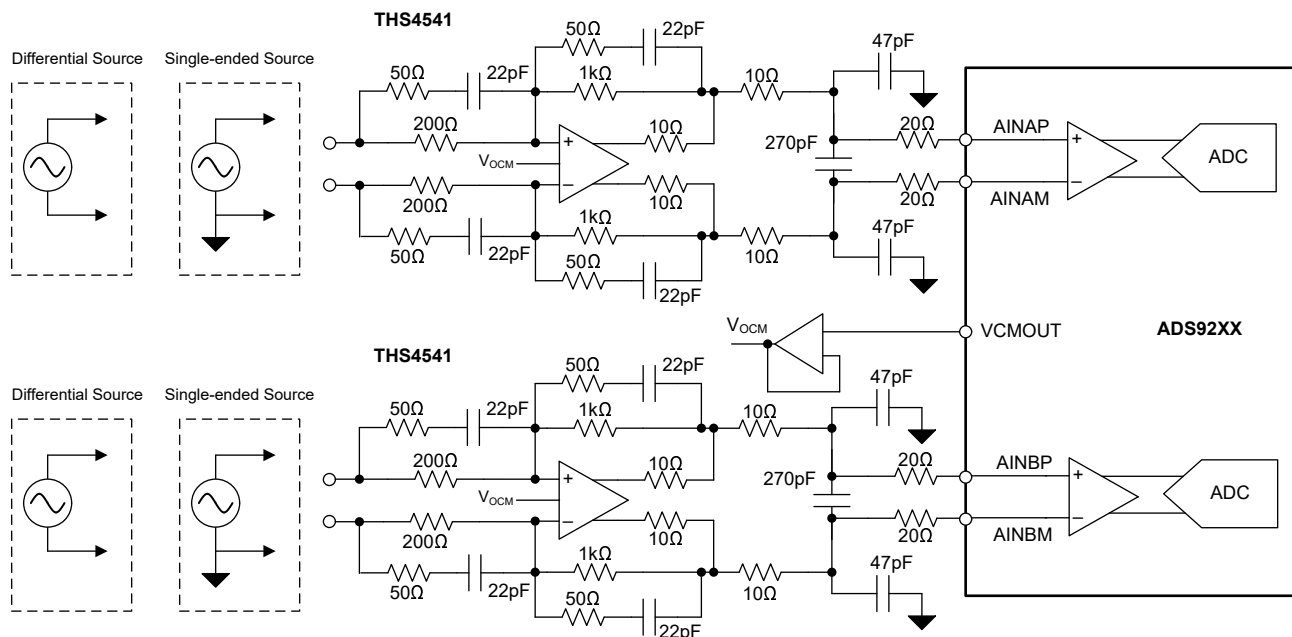 THS4541
Differential Source
Single-ended Source
50Ω
22pF
50Ω
22pF
1kΩ
200Ω
+
V_OCM
−
10Ω
10Ω
200Ω
50Ω
22pF
1kΩ
50Ω
22pF
10Ω
10Ω
47pF
270pF
47pF
20Ω
20Ω
AINAP
AINAM
+
−
ADC
V_OCM
VCMOUT
ADS92XX
THS4541
Differential Source
Single-ended Source
50Ω
22pF
50Ω
22pF
1kΩ
200Ω
+
V_OCM
−
10Ω
10Ω
200Ω
50Ω
22pF
1kΩ
50Ω
22pF
10Ω
10Ω
47pF
270pF
47pF
20Ω
20Ω
AINBP
AINBM
+
−
ADC